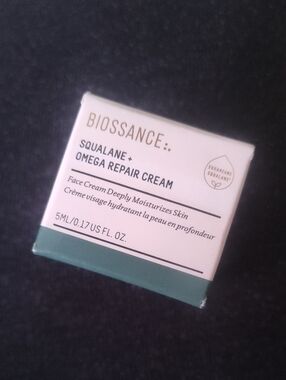 BIOSSANCE:.
SQUALANE +
OMEGA REPAIR CREAM
SUGARCANE
SQUALANE
Face Cream Deeply Moisturizes Skin
Crème visage hydratant la peau en profondeur
5ML/0.17 US FL. OZ.